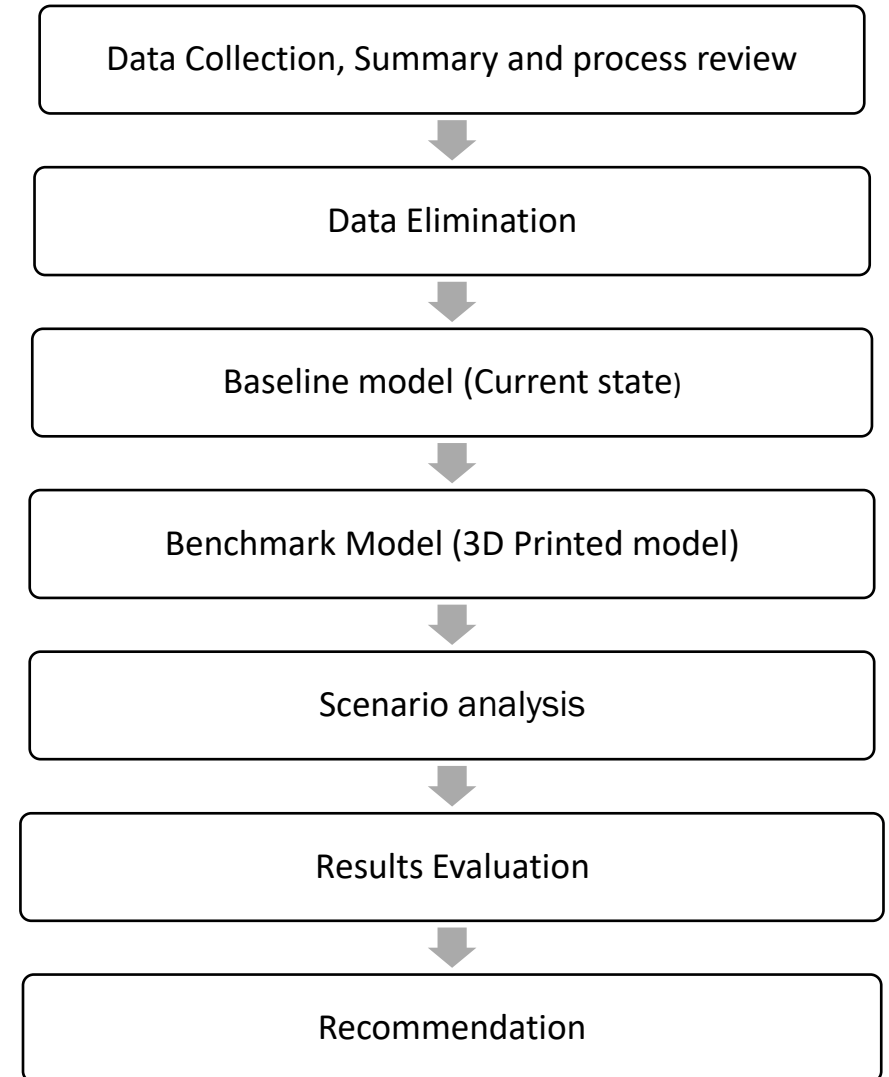 Data Collection, Summary and process review
Data Elimination
Baseline model (Current state)
Benchmark Model (3D Printed model)
Scenario analysis
Results Evaluation
Recommendation